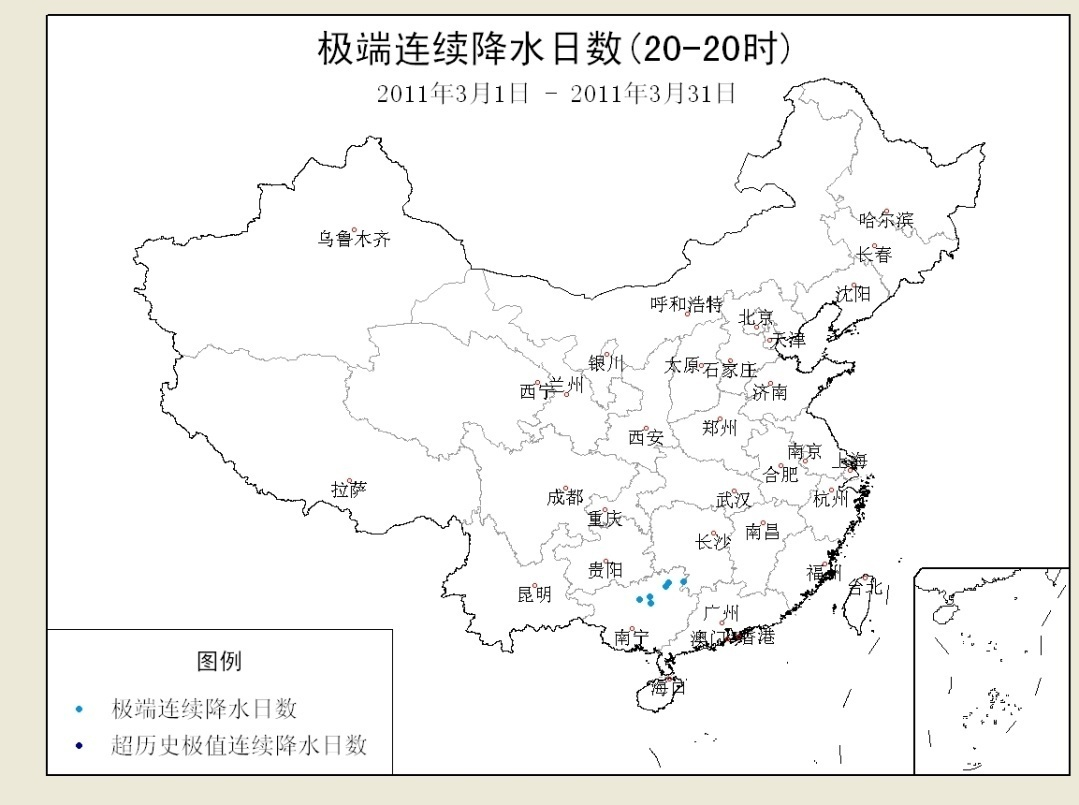 极端连续降水日数(20-20时)
2011年3月1日 - 2011年3月31日
哈尔滨
乌鲁木齐
长春
沈阳
呼和浩特
北京
天津
银川
太原
石家庄
西宁
兰州
济南
郑州
西安
南京
上海
合肥
拉萨
成都
武汉
杭州
重庆
南昌
长沙
贵阳
福州
台北
昆明
广州
南宁
澳门
香港
海口
图例
极端连续降水日数
超历史极值连续降水日数